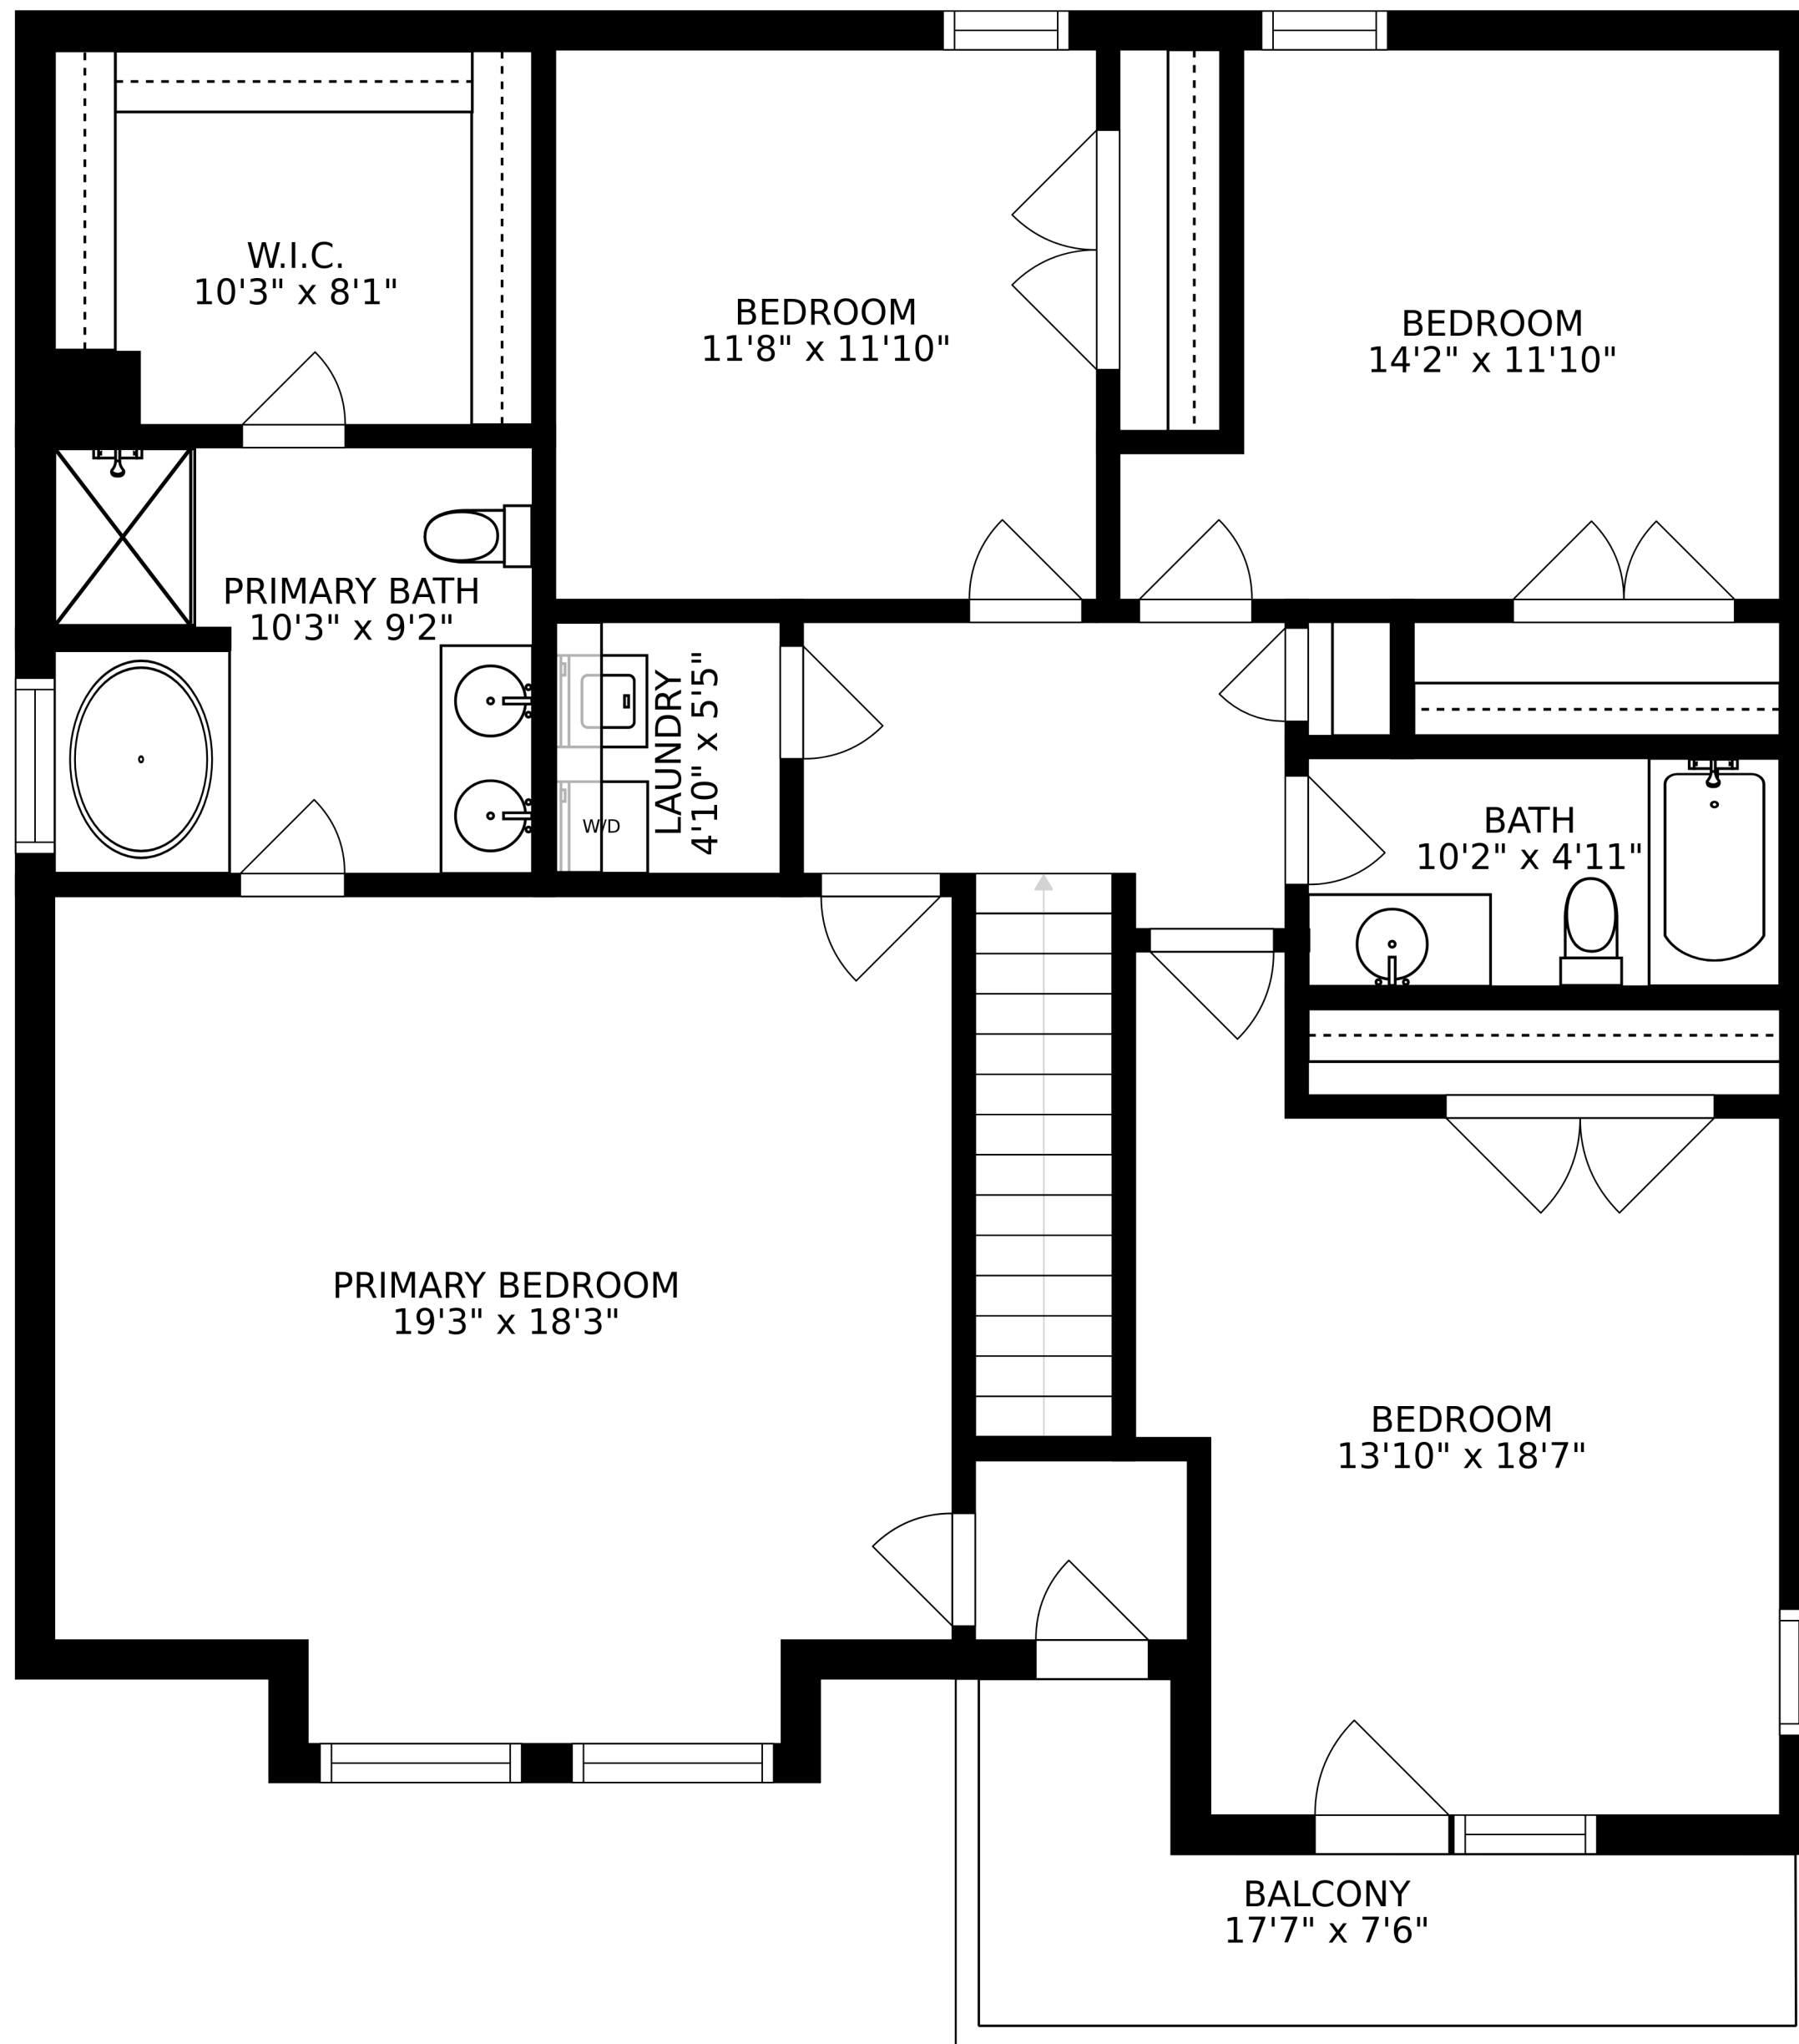 W.I.C.
10'3" x 8'1"
BEDROOM
11'8" x 11'10"
BEDROOM
14'2" x 11'10"
PRIMARY BATH
10'3" x 9'2"
LAUNDRY
4'10" x 5'5"
W/D
BATH
10'2" x 4'11"
PRIMARY BEDROOM
19'3" x 18'3"
BEDROOM
13'10" x 18'7"
BALCONY
17'7" x 7'6"